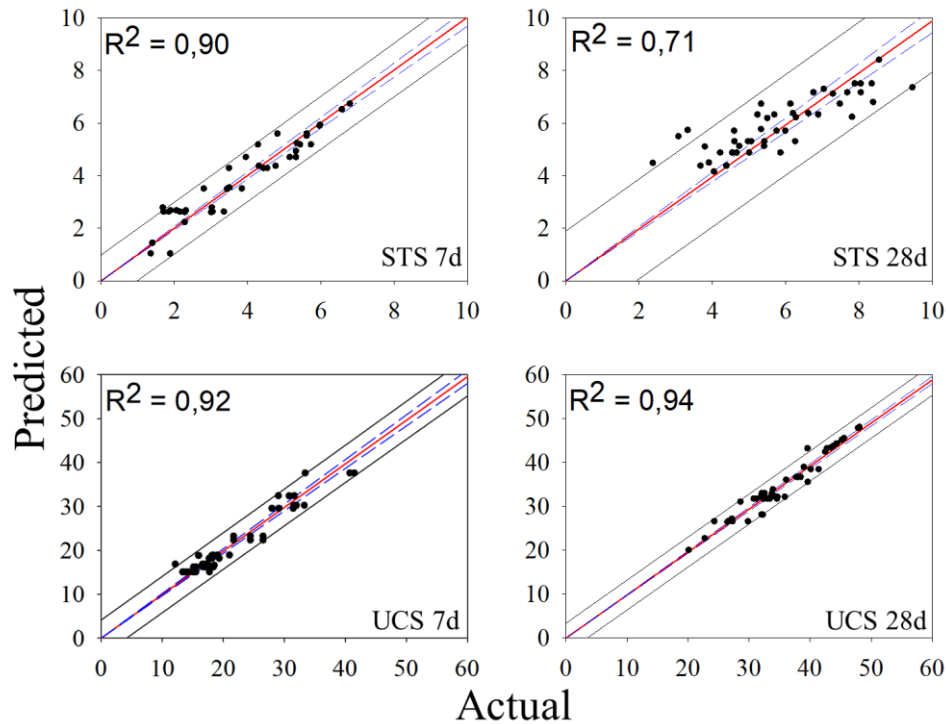 10
8
6
4
2
0
R² = 0,90
STS 7d
0 2 4 6 8 10
10
8
6
4
2
0
R² = 0,71
STS 28d
0 2 4 6 8 10
Predicted
60
50
40
30
20
10
0
R² = 0,92
UCS 7d
0 10 20 30 40 50 60
60
50
40
30
20
10
0
R² = 0,94
UCS 28d
0 10 20 30 40 50 60
Actual